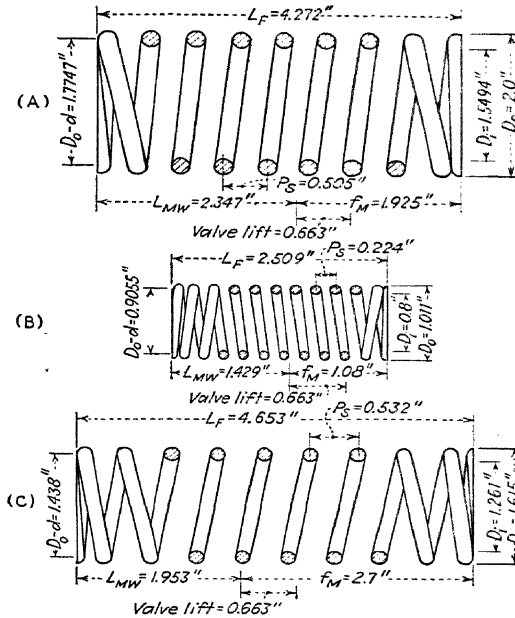 L_F=4.272"
(A)
D_o-d=1.7747"
D_i=1.5494"
D_o=2.0"
P_S=0.505"
L_MW=2.347"
f_M=1.925"
Valve lift=0.663"
L_F=2.509"
P_S=0.224"
(B)
D_o-d=0.9055"
D_i=0.8"
D_o=1.011"
L_MW=1.429"
f_M=1.08"
Valve lift=0.663"
L_F=4.653"
P_S=0.532"
(C)
D_o-d=1.438"
D_i=1.261"
L_MW=1.953"
f_M=2.7"
Valve lift=0.663"